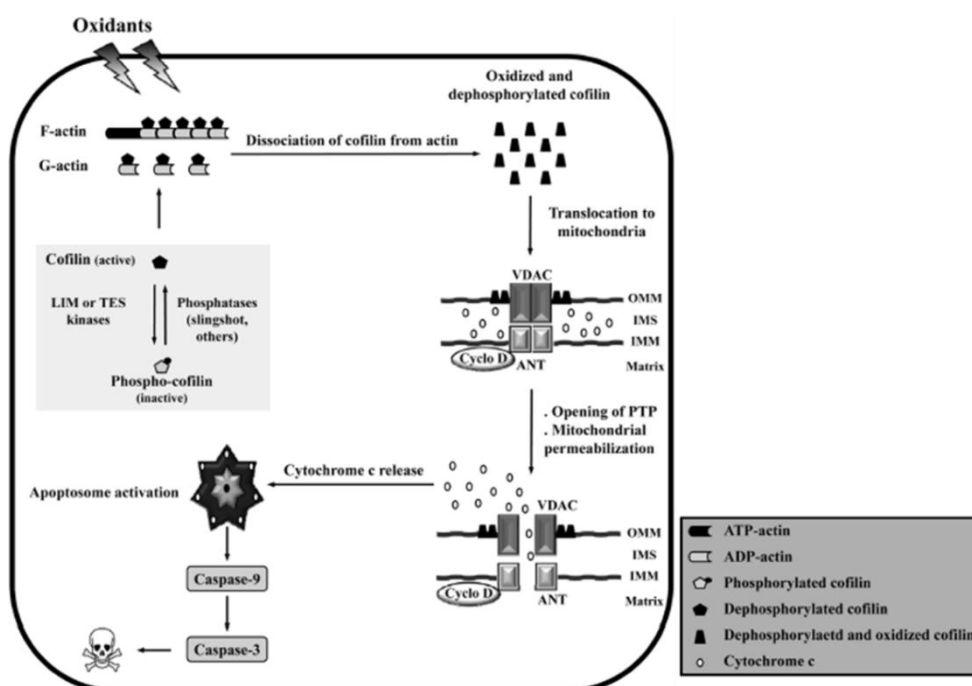 Oxidants
Oxidized and
dephosphorylated cofilin
F-actin
Dissociation of cofilin from actin
G-actin
Translocation to
mitochondria
Cofilin (active)
LIM or TES
kinases
Phosphatases
(slingshot,
others)
Phospho-cofilin
(inactive)
VDAC
OMM
IMS
IMM
Cyclo D
ANT
Matrix
. Opening of PTP
. Mitochondrial
permeabilization
Cytochrome c release
Apoptosome activation
VDAC
OMM
IMS
IMM
Cyclo D
ANT
Matrix
Caspase-9
Caspase-3
ATP-actin
ADP-actin
Phosphorylated cofilin
Dephosphorylated cofilin
Dephosphorylaetd and oxidized cofilin
Cytochrome c